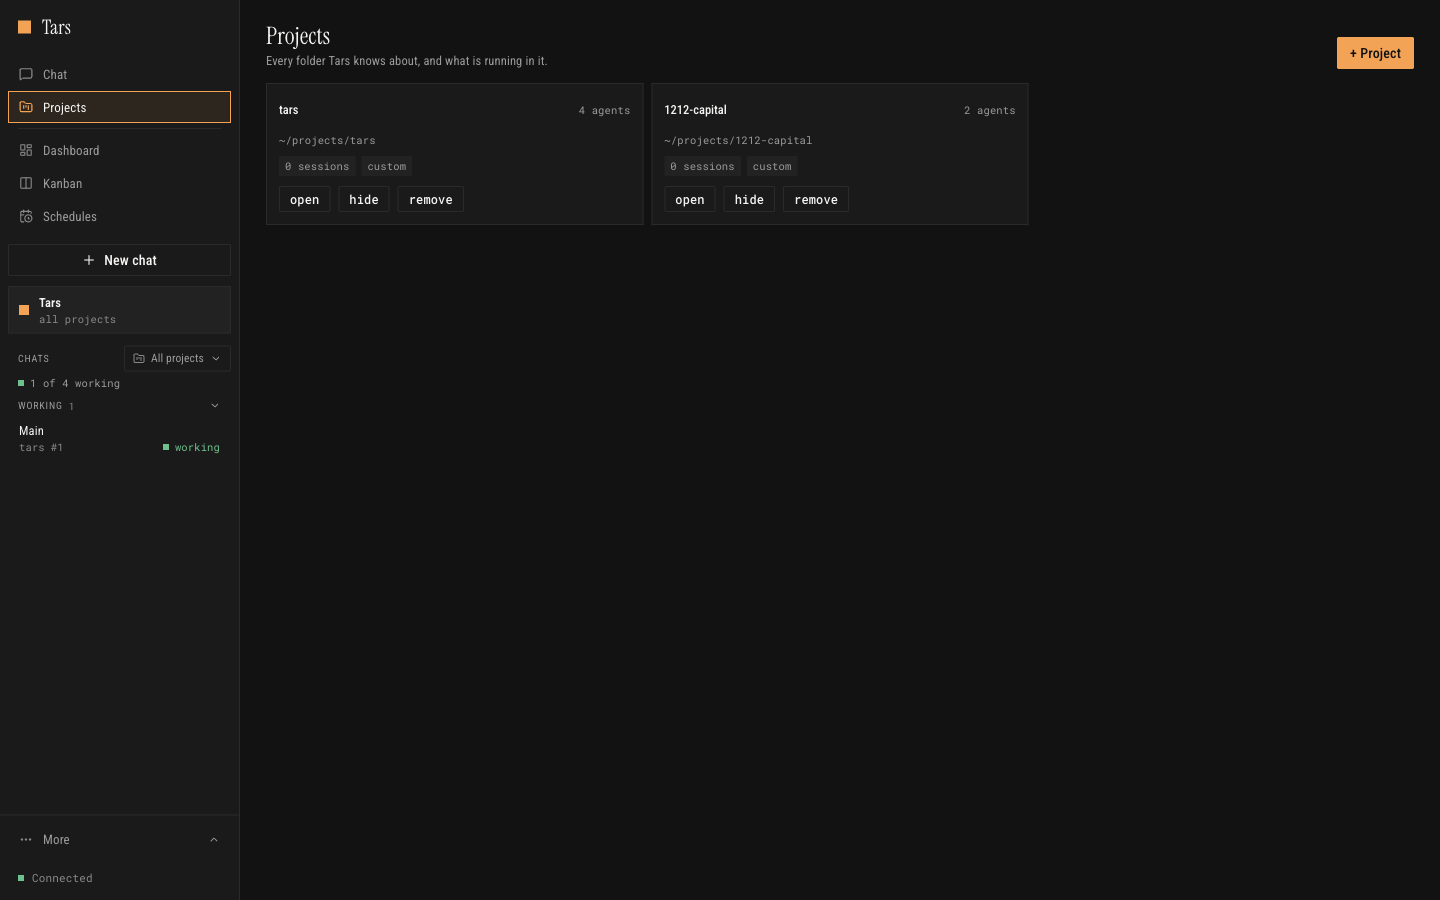 Tars
Chat
Projects
Dashboard
Kanban
Schedules
New chat
Tars
all projects
CHATS
All projects
1 of 4 working
WORKING 1
Main
tars #1
working
More
Connected
Projects
Every folder Tars knows about, and what is running in it.
+ Project
tars
4 agents
~/projects/tars
0 sessions custom
open hide remove
1212-capital
2 agents
~/projects/1212-capital
0 sessions custom
open hide remove